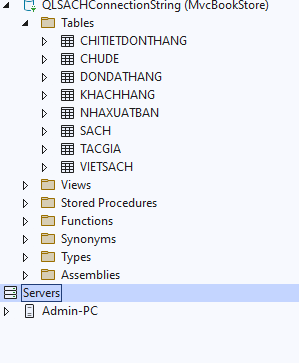 QLSACHConnectionString (MvcBookStore)
Tables
CHITIETDONTHANG
CHUDE
DONDATHANG
KHACHHANG
NHAXUATBAN
SACH
TACGIA
VIETSACH
Views
Stored Procedures
Functions
Synonyms
Types
Assemblies
Servers
Admin-PC